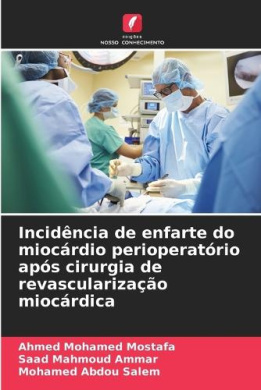 edições
NOSSO CONHECIMENTO
Incidência de enfarte do
miocárdio perioperatório
após cirurgia de
revascularização
miocárdica
Ahmed Mohamed Mostafa
Saad Mahmoud Ammar
Mohamed Abdou Salem